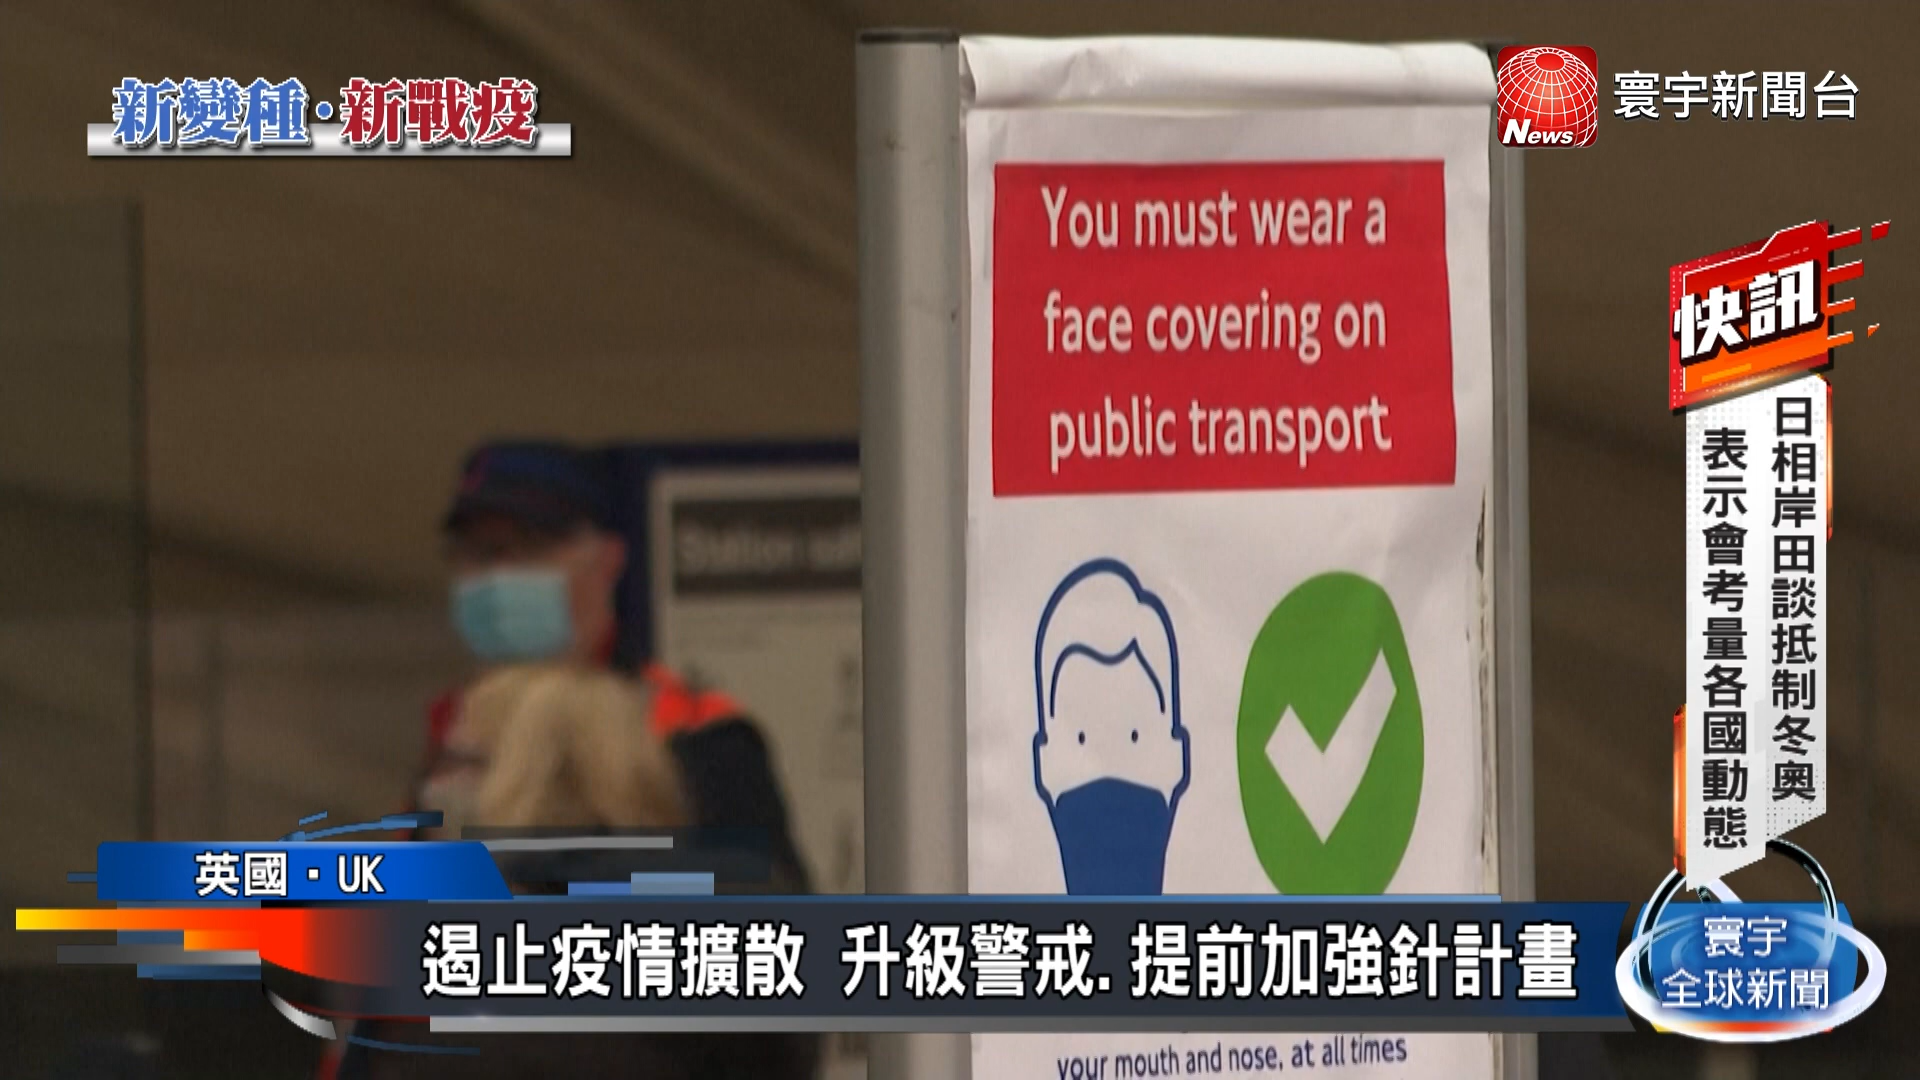 新變種·新戰疫
News
寰宇新聞台
You must wear a
face covering on
public transport
快訊
日相岸田談抵制冬奧
表示會考量各國動態
Station
英國·UK
遏止疫情擴散 升級警戒.提前加強針計畫
寰宇
全球新聞
your mouth and nose, at all times